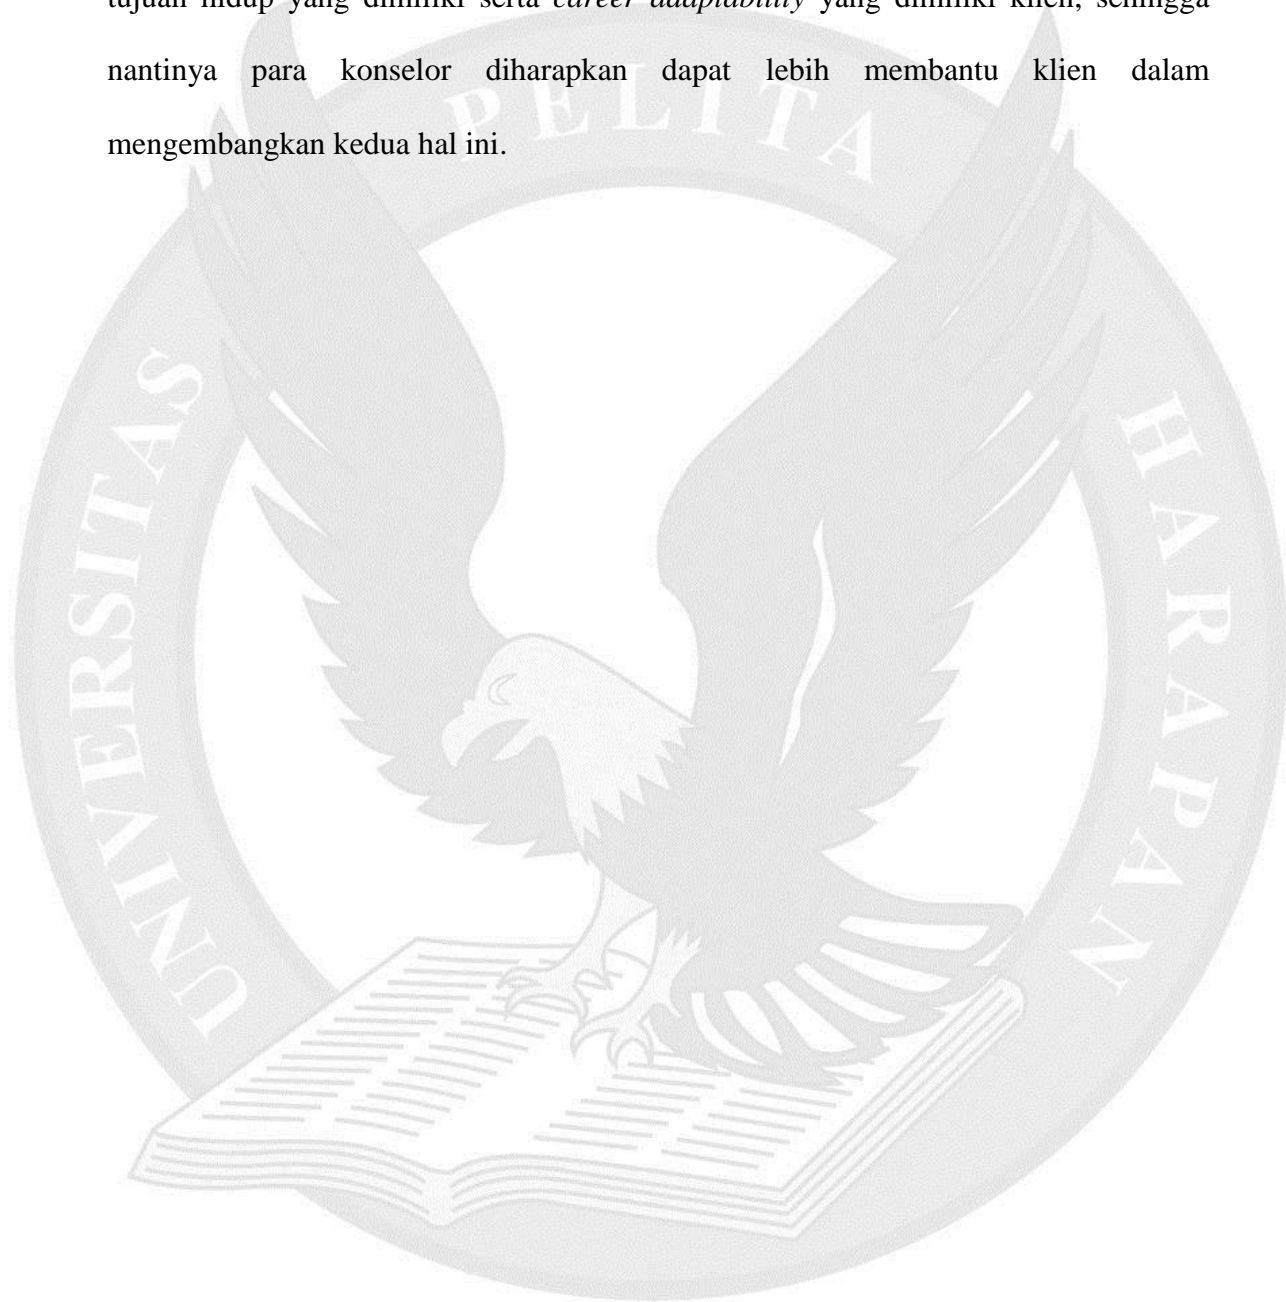 tujuan hidup yang dimiliki serta career adaptability yang dimiliki klien, sehingga
nantinya para konselor diharapkan dapat lebih membantu klien dalam
mengembangkan kedua hal ini.
UNIVERSITAS PELITA HARAPAN